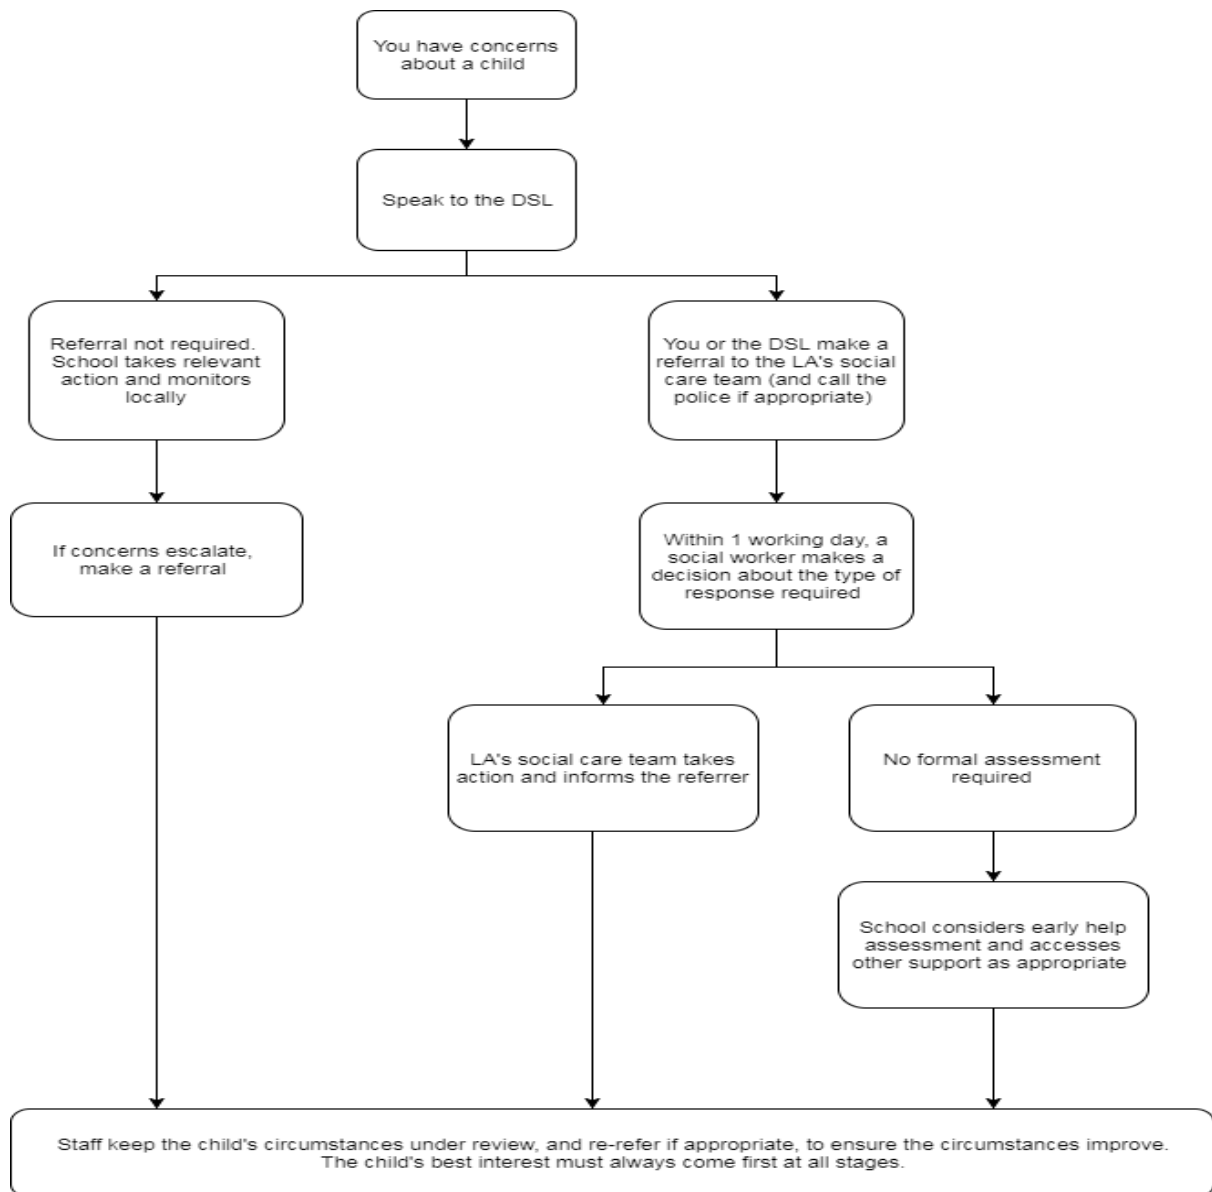 You have concerns
about a child
Speak to the DSL
Referral not required.
School takes relevant
action and monitors
locally
You or the DSL make a
referral to the LA's social
care team (and call the
police if appropriate)
If concerns escalate,
make a referral
Within 1 working day, a
social worker makes a
decision about the type of
response required
LA's social care team takes
action and informs the referrer
No formal assessment
required
School considers early help
assessment and accesses
other support as appropriate
Staff keep the child's circumstances under review, and re-refer if appropriate, to ensure the circumstances improve.
The child's best interest must always come first at all stages.